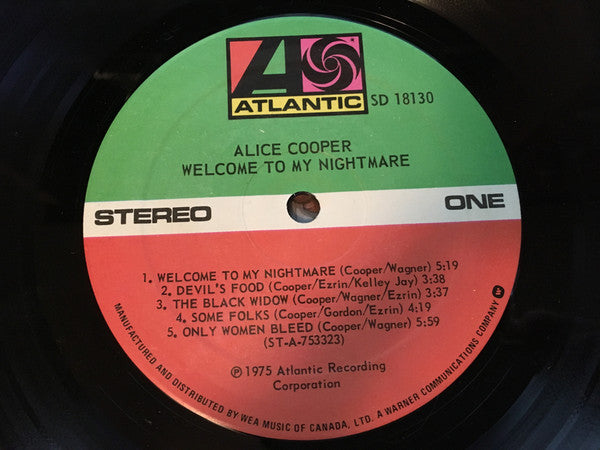 ATLANTIC
SD 18130
ALICE COOPER
WELCOME TO MY NIGHTMARE
STEREO
ONE
1. WELCOME TO MY NIGHTMARE (Cooper/Wagner) 5:19
2. DEVIL'S FOOD (Cooper/Ezrin/Kelley Jay) 3:38
3. THE BLACK WIDOW (Cooper/Wagner/Ezrin) 3:37
4. SOME FOLKS (Cooper/Gordon/Ezrin) 4:19
5. ONLY WOMEN BLEED (Cooper/Wagner) 5:59
(ST-A-753323)
℗ 1975 Atlantic Recording
Corporation
MANUFACTURED AND DISTRIBUTED BY WEA MUSIC OF CANADA, LTD. A WARNER COMMUNICATIONS COMPANY